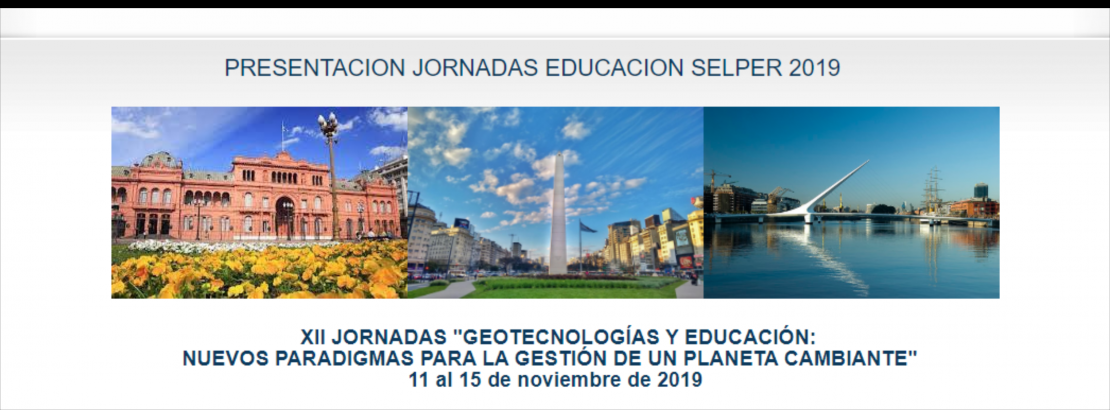 PRESENTACION JORNADAS EDUCACION SELPER 2019
XII JORNADAS "GEOTECNOLOGÍAS Y EDUCACIÓN:
NUEVOS PARADIGMAS PARA LA GESTIÓN DE UN PLANETA CAMBIANTE"
11 al 15 de noviembre de 2019